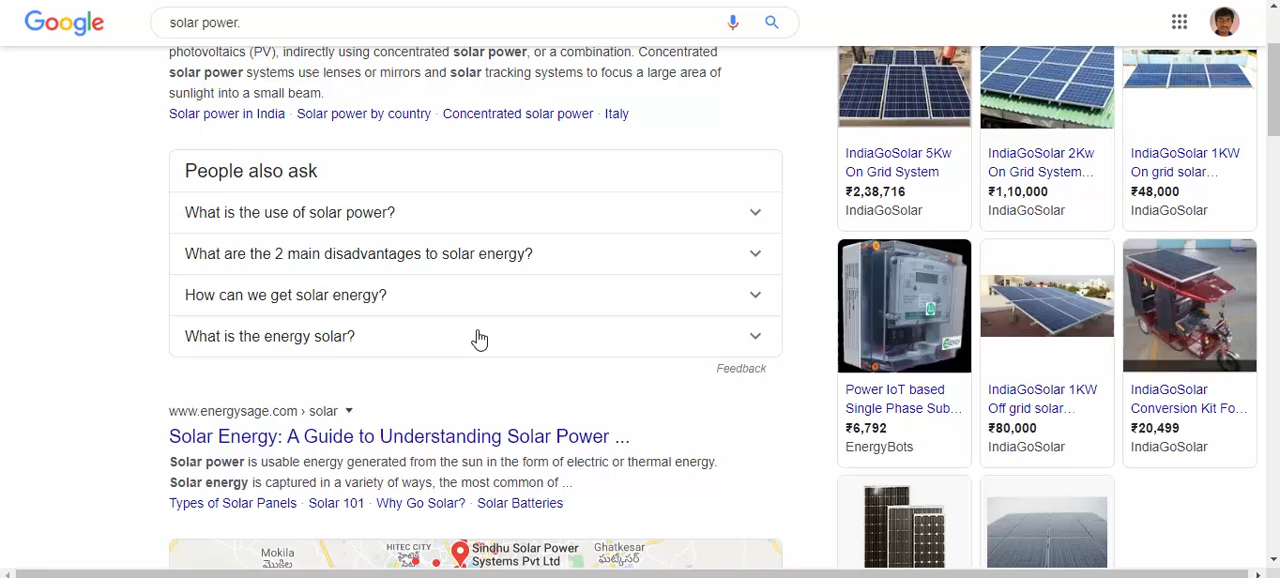 Google
solar power.
photovoltaics (PV), indirectly using concentrated solar power, or a combination. Concentrated
solar power systems use lenses or mirrors and solar tracking systems to focus a large area of
sunlight into a small beam.
Solar power in India · Solar power by country · Concentrated solar power · Italy
People also ask
What is the use of solar power?
What are the 2 main disadvantages to solar energy?
How can we get solar energy?
What is the energy solar?
Feedback
www.energysage.com › solar
Solar Energy: A Guide to Understanding Solar Power ...
Solar power is usable energy generated from the sun in the form of electric or thermal energy.
Solar energy is captured in a variety of ways, the most common of ...
Types of Solar Panels · Solar 101 · Why Go Solar? · Solar Batteries
Mokila
మొకిల
HITEC CITY
Sindhu Solar Power
Systems Pvt Ltd
Ghatkesar
ఘట్కేసర్
IndiaGoSolar 5Kw
On Grid System
₹2,38,716
IndiaGoSolar
IndiaGoSolar 2Kw
On Grid System...
₹1,10,000
IndiaGoSolar
IndiaGoSolar 1KW
On grid solar...
₹48,000
IndiaGoSolar
Power IoT based
Single Phase Sub...
₹6,792
EnergyBots
IndiaGoSolar 1KW
Off grid solar...
₹80,000
IndiaGoSolar
IndiaGoSolar
Conversion Kit Fo...
₹20,499
IndiaGoSolar